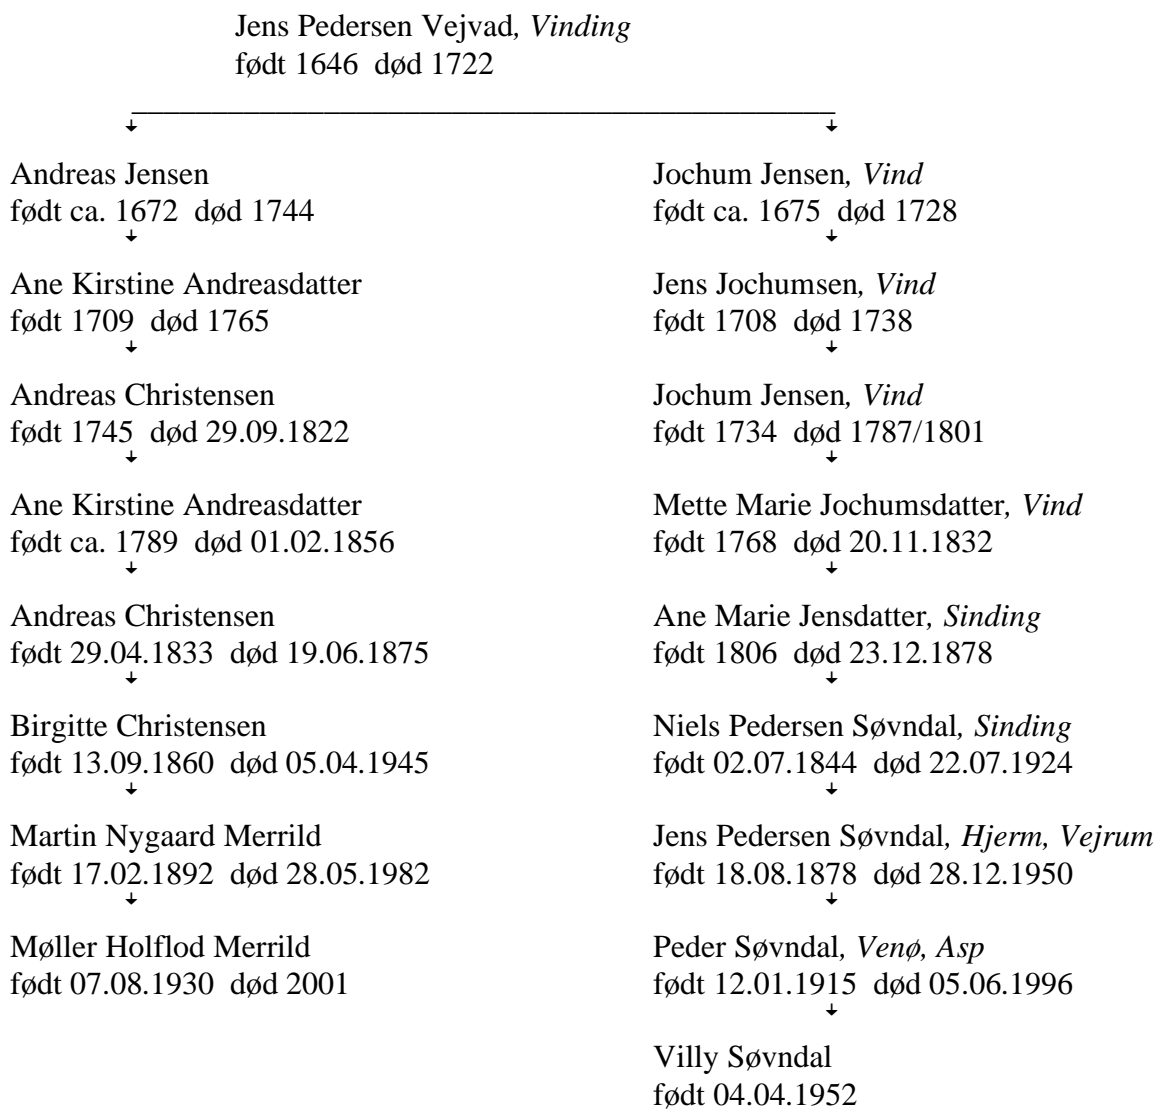 Jens Pedersen Vejvad, Vinding
født 1646 død 1722
Andreas Jensen
født ca. 1672 død 1744
Jochum Jensen, Vind
født ca. 1675 død 1728
Ane Kirstine Andreasdatter
født 1709 død 1765
Jens Jochumsen, Vind
født 1708 død 1738
Andreas Christensen
født 1745 død 29.09.1822
Jochum Jensen, Vind
født 1734 død 1787/1801
Ane Kirstine Andreasdatter
født ca. 1789 død 01.02.1856
Mette Marie Jochumsdatter, Vind
født 1768 død 20.11.1832
Andreas Christensen
født 29.04.1833 død 19.06.1875
Ane Marie Jensdatter, Sinding
født 1806 død 23.12.1878
Birgitte Christensen
født 13.09.1860 død 05.04.1945
Niels Pedersen Søvndal, Sinding
født 02.07.1844 død 22.07.1924
Martin Nygaard Merrild
født 17.02.1892 død 28.05.1982
Jens Pedersen Søvndal, Hjerm, Vejrum
født 18.08.1878 død 28.12.1950
Møller Holflod Merrild
født 07.08.1930 død 2001
Peder Søvndal, Venø, Asp
født 12.01.1915 død 05.06.1996
Villy Søvndal
født 04.04.1952